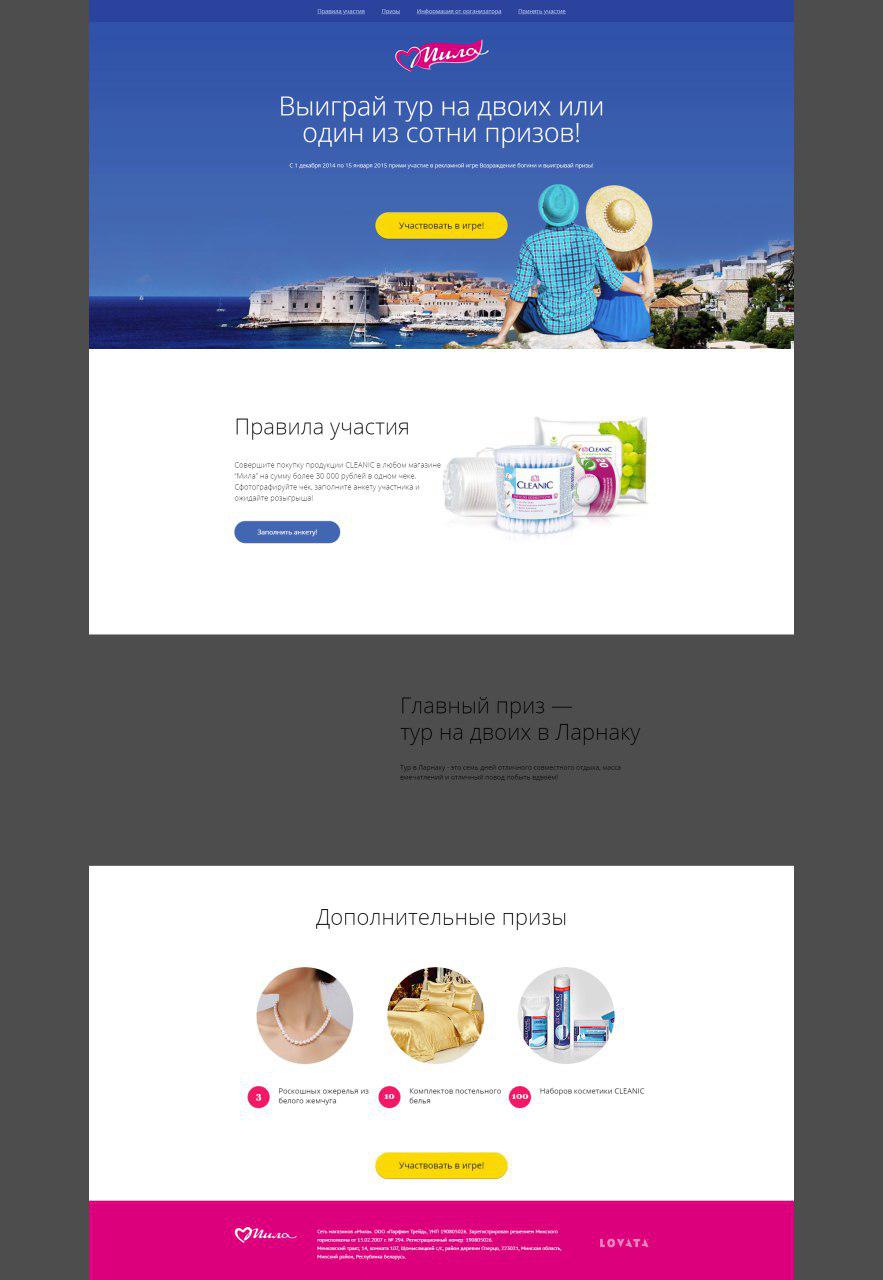 Правила участия Призы Информация от организатора Принять участие
Мила
Выиграй тур на двоих или
один из сотни призов!
С 1 декабря 2014 по 15 января 2015 прими участие в рекламной игре Возраждение богини и выигрывай призы!
Участвовать в игре!
Правила участия
Совершите покупку продукции CLEANIC в любом магазине
"Мила" на сумму более 30 000 рублей в одном чеке.
Сфотографируйте чек, заполните анкету участника и
ожидайте розыгрыша!
Заполнить анкету!
CLEANIC
CLEANIC
Главный приз —
тур на двоих в Ларнаку
Тур в Ларнаку - это семь дней отличного совместного отдыха, масса
впечатлений и отличный повод побыть вдвоём!
Дополнительные призы
CLEANIC
3 Роскошных ожерелья из
белого жемчуга
10 Комплектов постельного
белья
100 Наборов косметики CLEANIC
Участвовать в игре!
Мила
Сеть магазинов «Мила». ООО «Парфюм Трейд», УНП 190805026. Зарегистрирован решением Минского
горисполкома от 15.02.2007 г. № 294. Регистрационный номер: 190805026.
Меньковский тракт, 14, комната 107, Щомыслицкий с/с, район деревни Озерцо, 223021, Минская область,
Минский район, Республика Беларусь.
LOVATA